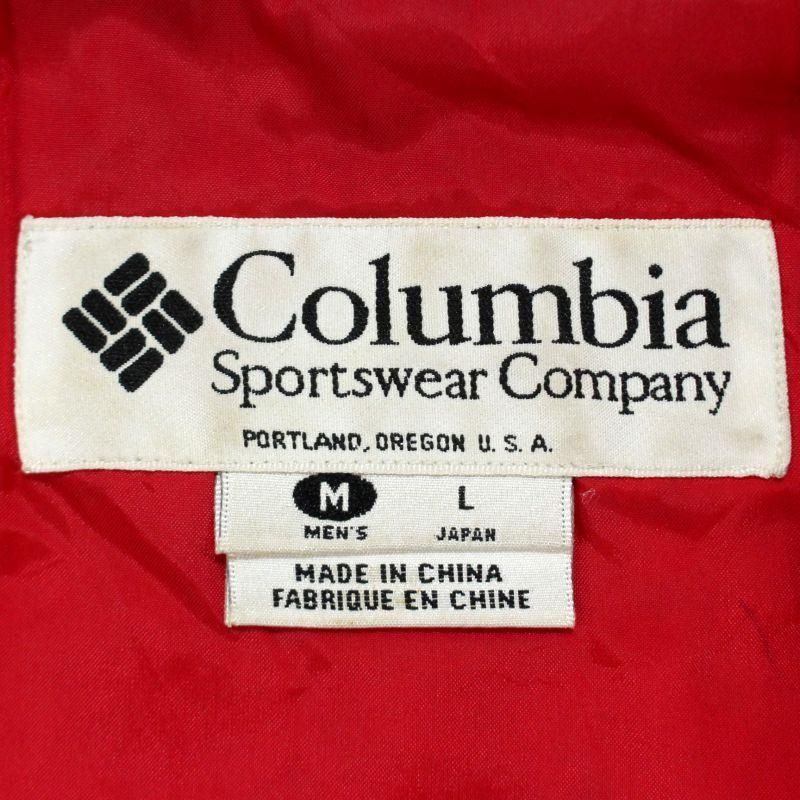 Columbia
Sportswear Company
PORTLAND, OREGON U. S. A.
M L
MEN'S JAPAN
MADE IN CHINA
FABRIQUE EN CHINE